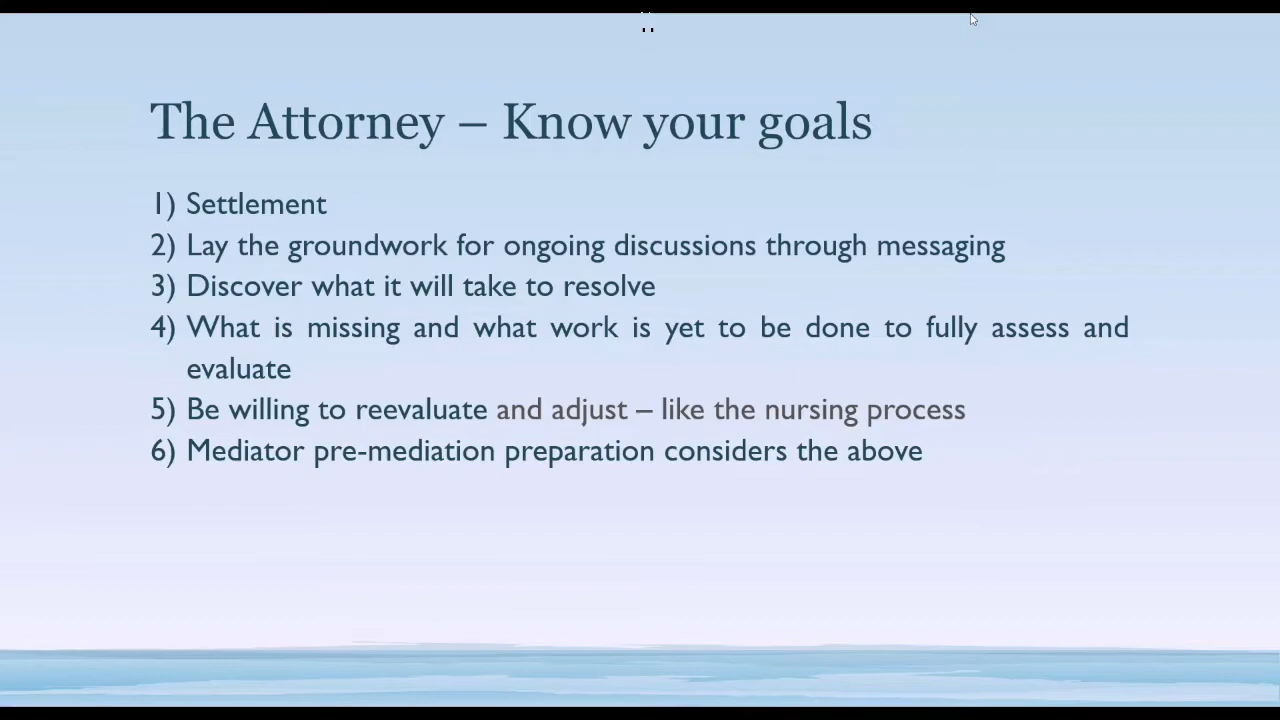 The Attorney – Know your goals
1) Settlement
2) Lay the groundwork for ongoing discussions through messaging
3) Discover what it will take to resolve
4) What is missing and what work is yet to be done to fully assess and
evaluate
5) Be willing to reevaluate and adjust – like the nursing process
6) Mediator pre-mediation preparation considers the above